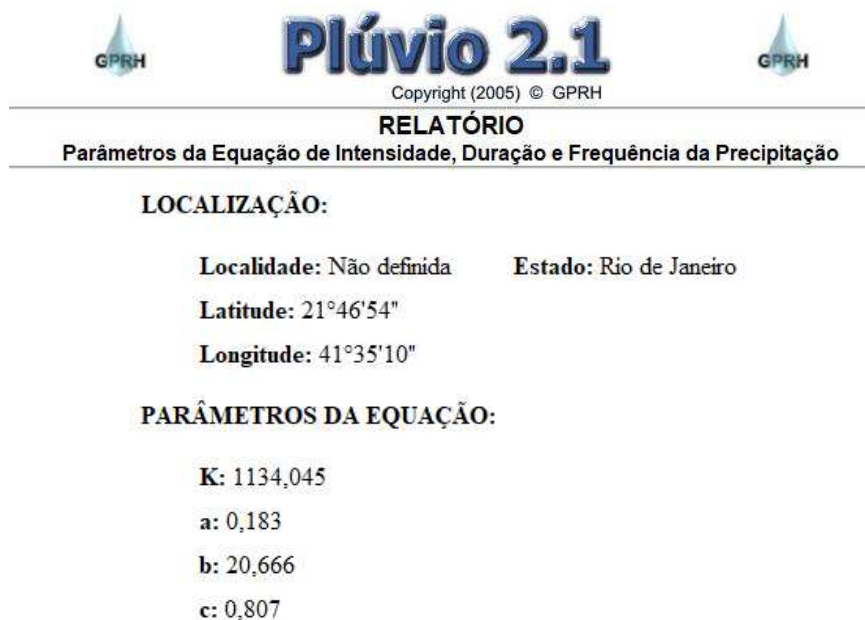 GPRH
Plúvio 2.1
GPRH
Copyright (2005) © GPRH
RELATÓRIO
Parâmetros da Equação de Intensidade, Duração e Frequência da Precipitação
LOCALIZAÇÃO:
Localidade: Não definida Estado: Rio de Janeiro
Latitude: 21°46'54"
Longitude: 41°35'10"
PARÂMETROS DA EQUAÇÃO:
K: 1134,045
a: 0,183
b: 20,666
c: 0,807